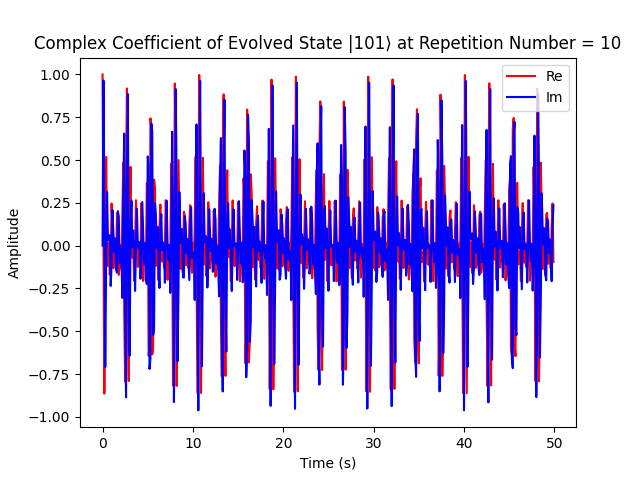 Complex Coefficient of Evolved State |101⟩ at Repetition Number = 10
Re
Im
1.00
0.75
0.50
0.25
0.00
−0.25
−0.50
−0.75
−1.00
Amplitude
0 10 20 30 40 50
Time (s)